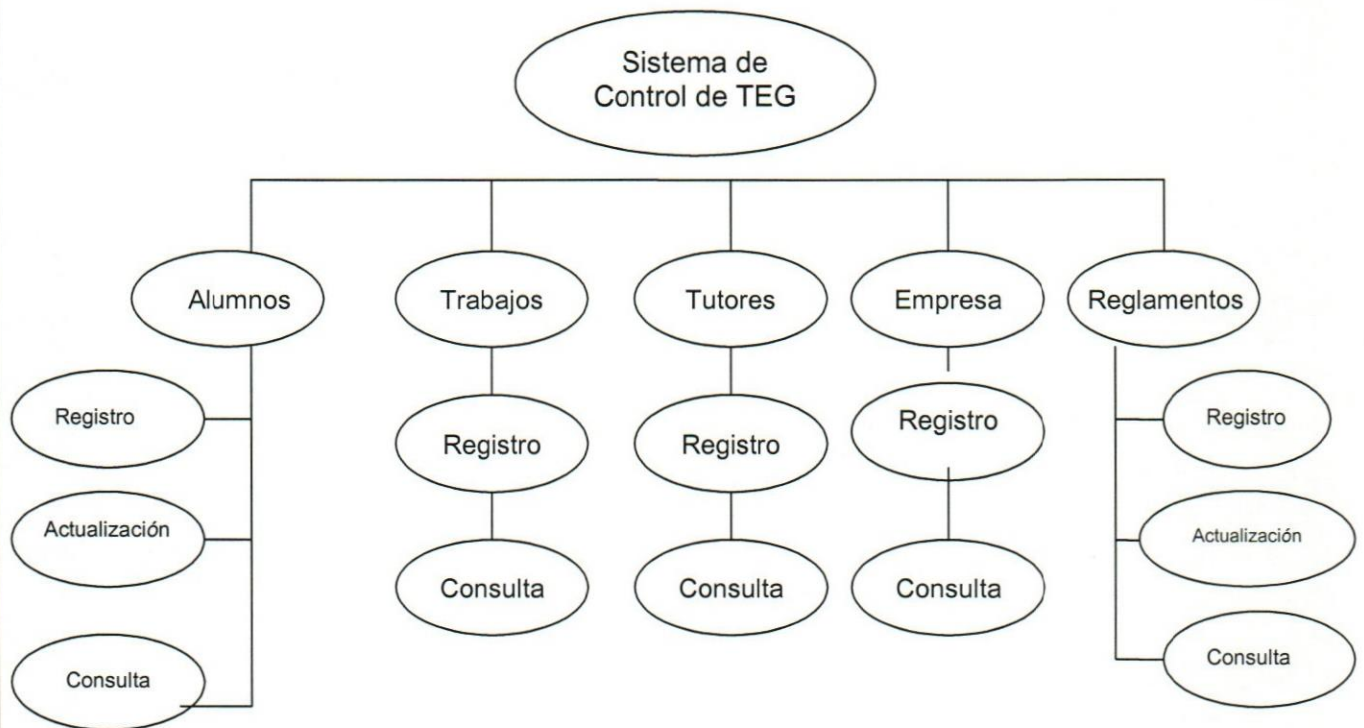 Sistema de
Control de TEG
Alumnos
Trabajos
Tutores
Empresa
Reglamentos
Registro
Registro
Registro
Registro
Registro
Actualización
Actualización
Consulta
Consulta
Consulta
Consulta
Consulta